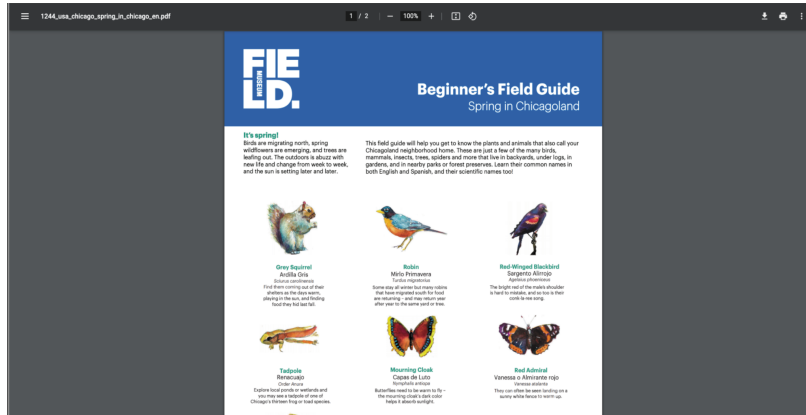 1244_usa_chicago_spring_in_chicago_en.pdf
1 / 2
100%
FIE
LD.
MUSEUM
Beginner's Field Guide
Spring in Chicagoland
It's spring!
Birds are migrating north, spring
wildflowers are emerging, and trees are
leafing out. The outdoors is abuzz with
new life and change from week to week,
and the sun is setting later and later.
This field guide will help you get to know the plants and animals that also call your
Chicagoland neighborhood home. These are just a few of the many birds,
mammals, insects, trees, spiders and more that live in backyards, under logs, in
gardens, and in nearby parks or forest preserves. Learn their common names in
both English and Spanish, and their scientific names too!
Grey Squirrel
Ardilla Gris
Sciurus carolinensis
Find them coming out of their
shelters as the days warm,
playing in the sun, and finding
food they hid last fall.
Robin
Mirlo Primavera
Turdus migratorius
Some stay all winter but many robins
that have migrated south for food
are returning – and may return year
after year to the same yard or tree.
Red-Winged Blackbird
Sargento Alirrojo
Agelaius phoeniceus
The bright red of the male's shoulder
is hard to mistake, and so too is their
conk-la-ree song.
Tadpole
Renacuajo
Order Anura
Explore local ponds or wetlands and
you may see a tadpole of one of
Chicago's thirteen frog or toad species.
Mourning Cloak
Capas de Luto
Nymphalis antiopa
Butterflies need to be warm to fly –
the mourning cloak's dark color
helps it absorb sunlight.
Red Admiral
Vanessa o Almirante rojo
Vanessa atalanta
They can often be seen landing on a
sunny white fence to warm up.